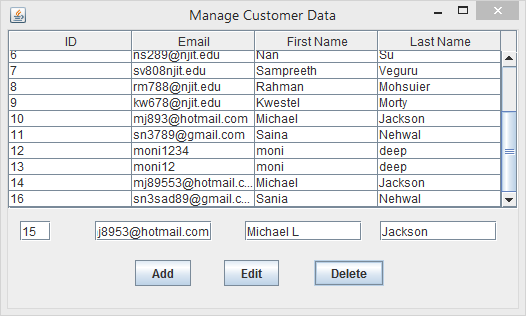 Manage Customer Data
ID Email First Name Last Name
6 ns289@njit.edu Nan Su
7 sv808njit.edu Sampreeth Veguru
8 rm788@njit.edu Rahman Mohsuier
9 kw678@njit.edu Kwestel Morty
10 mj893@hotmail.com Michael Jackson
11 sn3789@gmail.com Saina Nehwal
12 moni1234 moni deep
13 moni12 moni deep
14 mj89553@hotmail.c... Michael Jackson
16 sn3sad89@gmail.c... Sania Nehwal
15 j8953@hotmail.com Michael L Jackson
Add Edit Delete